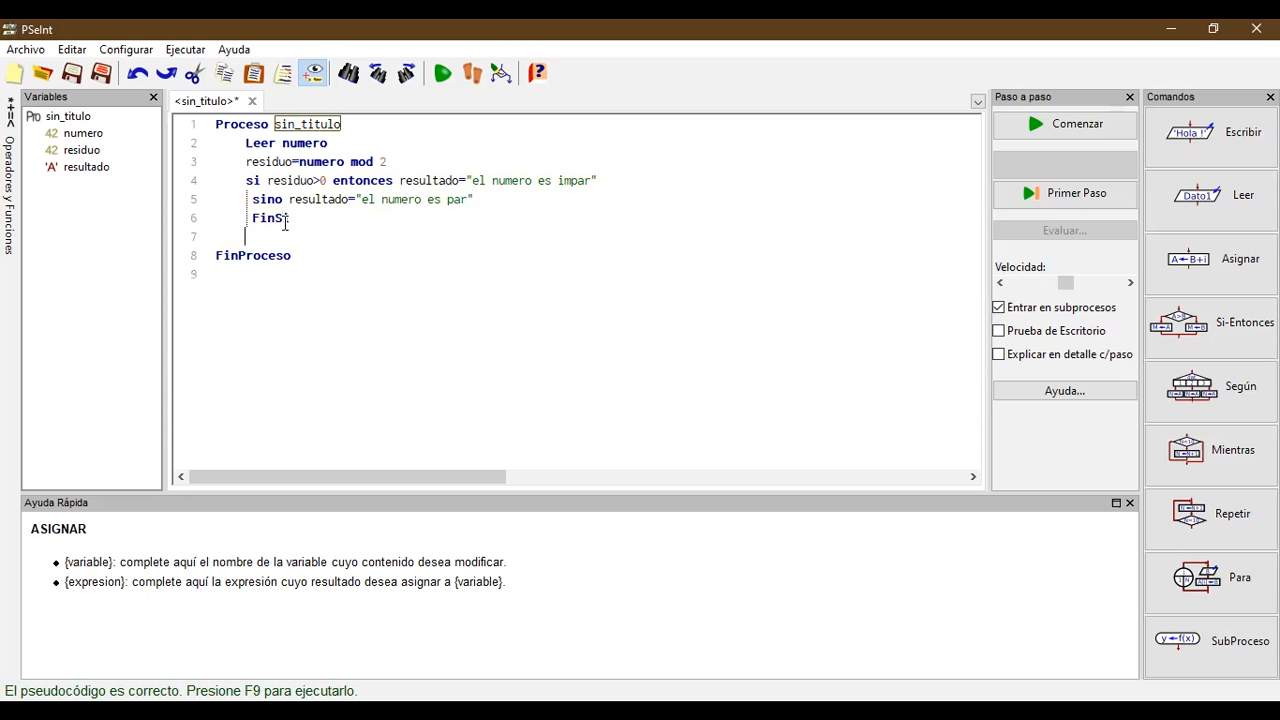 PSeInt
Archivo Editar Configurar Ejecutar Ayuda
Variables
<sin_titulo>*
Paso a paso
Comandos
*+=< Operadores y Funciones
sin_titulo
42 numero
42 residuo
'A' resultado
1 Proceso sin_titulo
2 Leer numero
3 residuo=numero mod 2
4 si residuo>0 entonces resultado="el numero es impar"
5 sino resultado="el numero es par"
6 FinSi
7
8 FinProceso
9
Comenzar
Primer Paso
Evaluar...
Velocidad:
Entrar en subprocesos
Prueba de Escritorio
Explicar en detalle c/paso
Ayuda...
'Hola !' Escribir
Dato1 Leer
A←B+i Asignar
Si-Entonces
Según
Mientras
Repetir
Para
y←f(x) SubProceso
Ayuda Rápida
ASIGNAR
{variable}: complete aquí el nombre de la variable cuyo contenido desea modificar.
{expresion}: complete aquí la expresión cuyo resultado desea asignar a {variable}.
El pseudocódigo es correcto. Presione F9 para ejecutarlo.